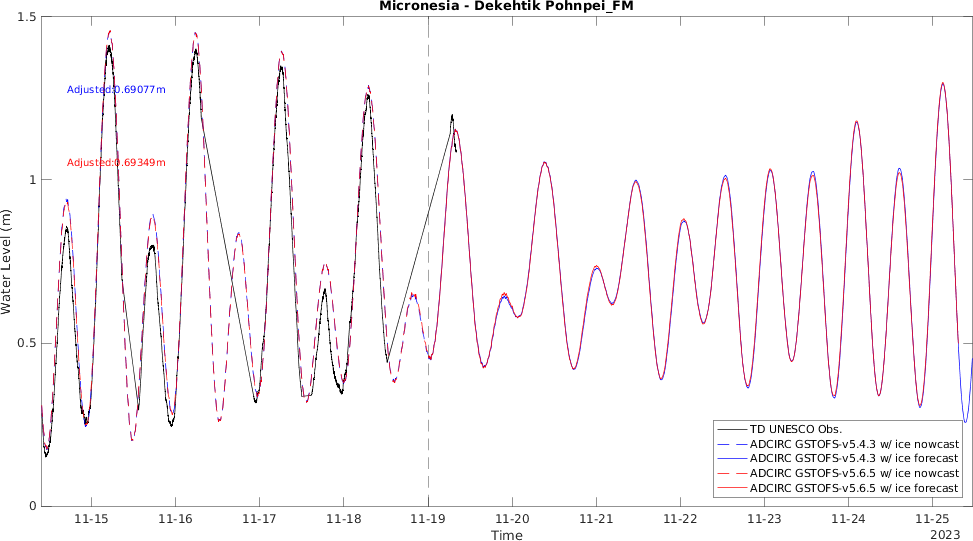 Micronesia - Dekehtik Pohnpei_FM
1.5
1
0.5
0
Water Level (m)
Adjusted:0.69077m
Adjusted:0.69349m
TD UNESCO Obs.
ADCIRC GSTOFS-v5.4.3 w/ ice nowcast
ADCIRC GSTOFS-v5.4.3 w/ ice forecast
ADCIRC GSTOFS-v5.6.5 w/ ice nowcast
ADCIRC GSTOFS-v5.6.5 w/ ice forecast
11-15 11-16 11-17 11-18 11-19 11-20 11-21 11-22 11-23 11-24 11-25
2023
Time